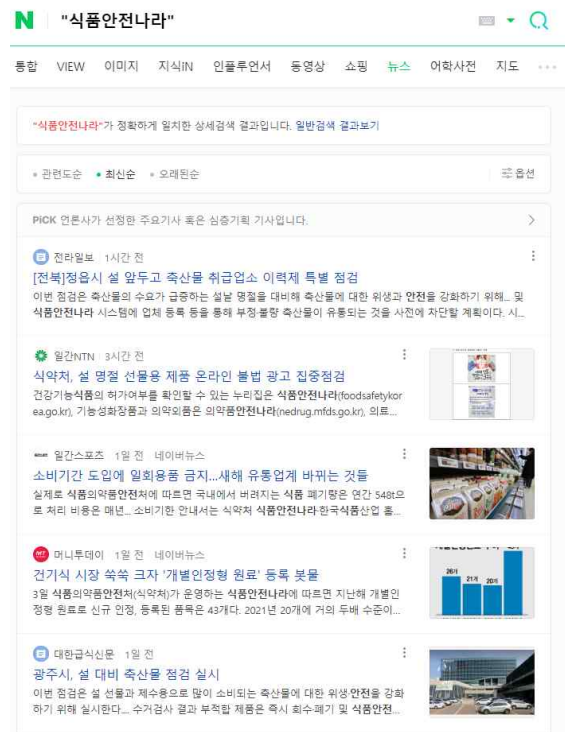 N "식품안전나라"
통합 VIEW 이미지 지식iN 인플루언서 동영상 쇼핑 뉴스 어학사전 지도
"식품안전나라"가 정확하게 일치한 상세검색 결과입니다. 일반검색 결과보기
관련도순 최신순 오래된순 옵션
PiCK 언론사가 선정한 주요기사 혹은 심층기획 기사입니다.
전라일보 1시간 전
[전북]정읍시 설 앞두고 축산물 취급업소 이력제 특별 점검
이번 점검은 축산물의 수요가 급증하는 설날 명절을 대비해 축산물에 대한 위생과 안전을 강화하기 위해... 및
식품안전나라 시스템에 업체 등록 등을 통해 부정·불량 축산물이 유통되는 것을 사전에 차단할 계획이다. 시...
일간NTN 3시간 전
식약처, 설 명절 선물용 제품 온라인 불법 광고 집중점검
건강기능식품의 허가여부를 확인할 수 있는 누리집은 식품안전나라(foodsafetykor
ea.go.kr), 기능성화장품과 의약외품은 의약품안전나라(nedrug.mfds.go.kr), 의료...
일간스포츠 1일 전 네이버뉴스
소비기간 도입에 일회용품 금지...새해 유통업계 바뀌는 것들
실제로 식품의약품안전처에 따르면 국내에서 버려지는 식품 폐기량은 연간 548t으
로 처리 비용은 매년... 소비기한 안내서는 식약처 식품안전나라·한국식품산업 홈...
머니투데이 1일 전 네이버뉴스
건기식 시장 쑥쑥 크자 '개별인정형 원료' 등록 봇물
3일 식품의약품안전처(식약처)가 운영하는 식품안전나라에 따르면 지난해 개별인
정형 원료로 신규 인정, 등록된 품목은 43개다. 2021년 20개에 거의 두배 수준이...
26개 21개 20개
대한급식신문 1일 전
광주시, 설 대비 축산물 점검 실시
이번 점검은 설 선물과 제수용으로 많이 소비되는 축산물에 대한 위생·안전을 강화
하기 위해 실시한다... 수거검사 결과 부적합 제품은 즉시 회수·폐기 및 식품안전...